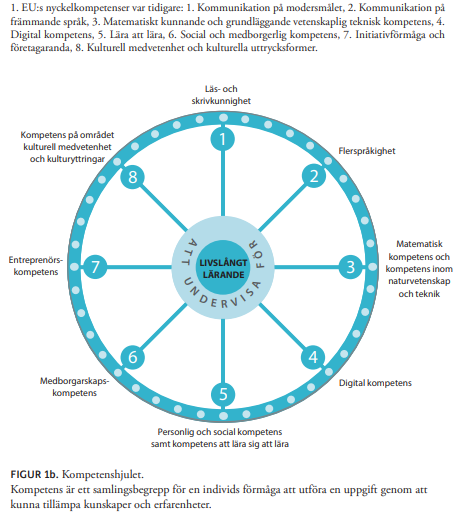 1. EU:s nyckelkompetenser var tidigare: 1. Kommunikation på modersmålet, 2. Kommunikation på
främmande språk, 3. Matematiskt kunnande och grundläggande vetenskaplig teknisk kompetens, 4.
Digital kompetens, 5. Lära att lära, 6. Social och medborgerlig kompetens, 7. Initiativförmåga och
företagaranda, 8. Kulturell medvetenhet och kulturella uttrycksformer.
Läs- och
skrivkunnighet
1
Kompetens på området
kulturell medvetenhet
och kulturyttringar
8
Flerspråkighet
2
ATT UNDERVISA FÖR
LIVSLÅNGT
LÄRANDE
Entreprenörs-
kompetens
7
Matematisk
kompetens och
kompetens inom
naturvetenskap
och teknik
3
Medborgarskaps-
kompetens
6
Digital kompetens
4
5
Personlig och social kompetens
samt kompetens att lära sig att lära
FIGUR 1b. Kompetenshjulet.
Kompetens är ett samlingsbegrepp för en individs förmåga att utföra en uppgift genom att
kunna tillämpa kunskaper och erfarenheter.